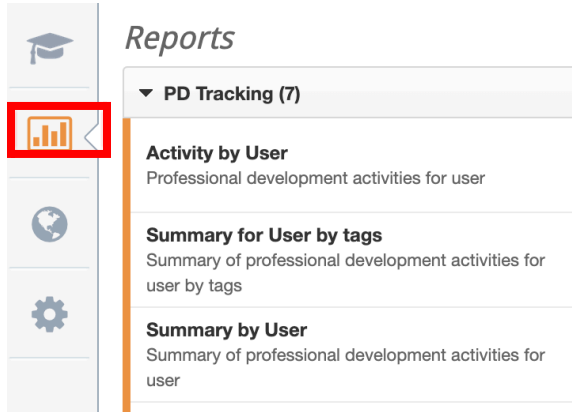 Reports
PD Tracking (7)
Activity by User
Professional development activities for user
Summary for User by tags
Summary of professional development activities for
user by tags
Summary by User
Summary of professional development activities for
user